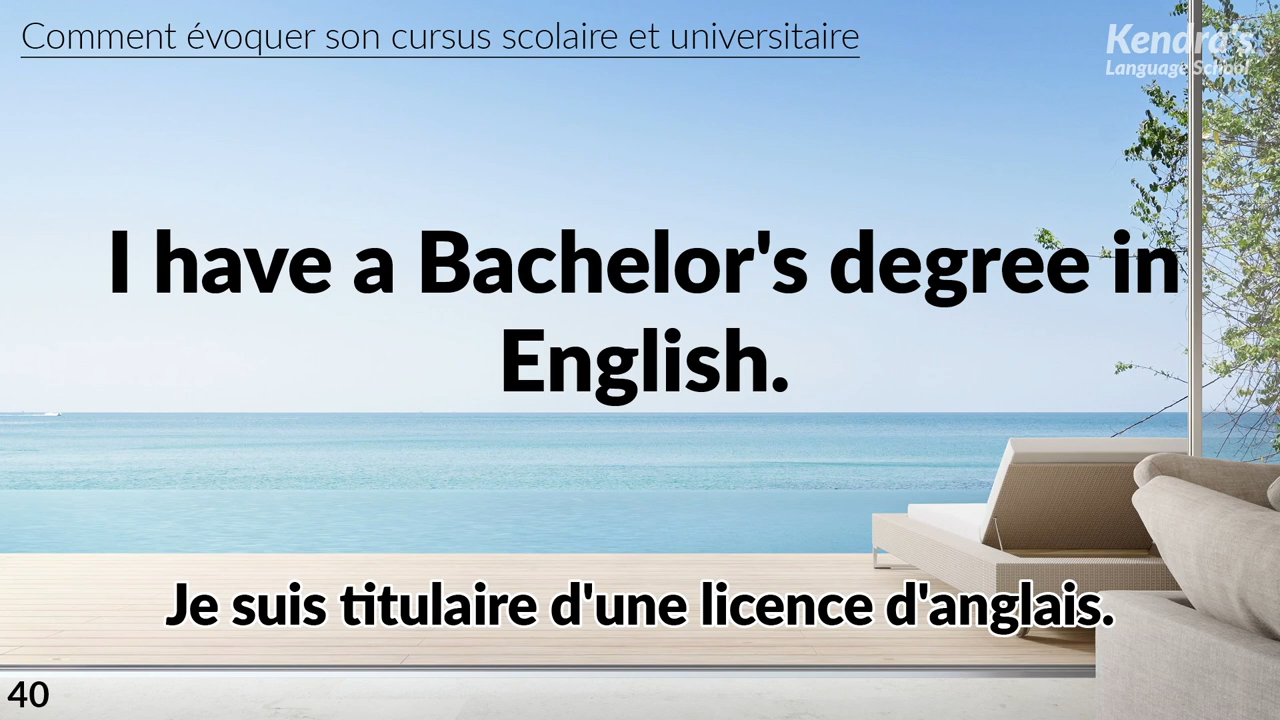 Comment évoquer son cursus scolaire et universitaire
Kendra's
Language School
I have a Bachelor's degree in
English.
Je suis titulaire d'une licence d'anglais.
40